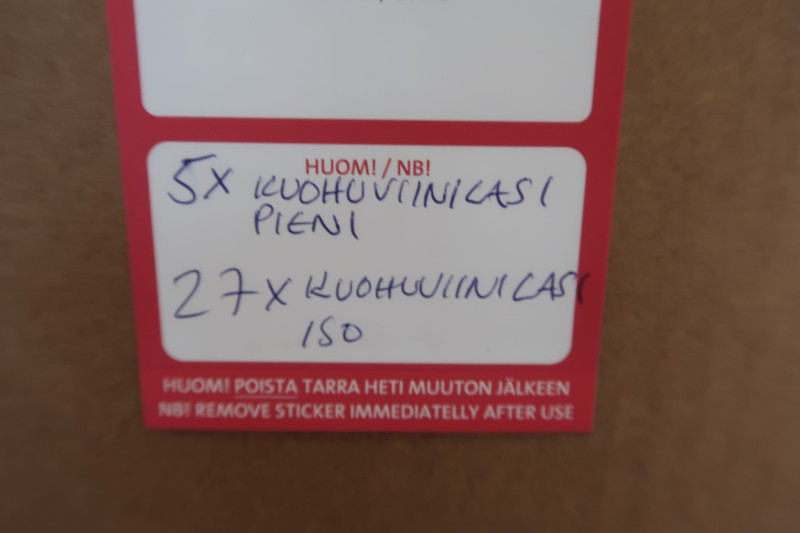 HUOM! / NB!
5X KUOHUVIINILASI
PIENI
27X KUOHUVIINILASI
ISO
HUOM! POISTA TARRA HETI MUUTON JÄLKEEN
NB! REMOVE STICKER IMMEDIATELLY AFTER USE